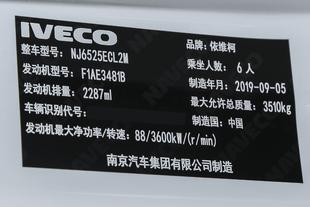 IVECO
整车型号: NJ6525ECL2M 品牌: 依维柯
发动机型号: F1AE3481B 乘坐人数: 6 人
发动机排量: 2287ml 制造年月: 2019-09-05
车辆识别代号: 最大允许总质量: 3510kg
制造国: 中国
发动机最大净功率/转速: 88/3600kW/(r/min)
南京汽车集团有限公司制造